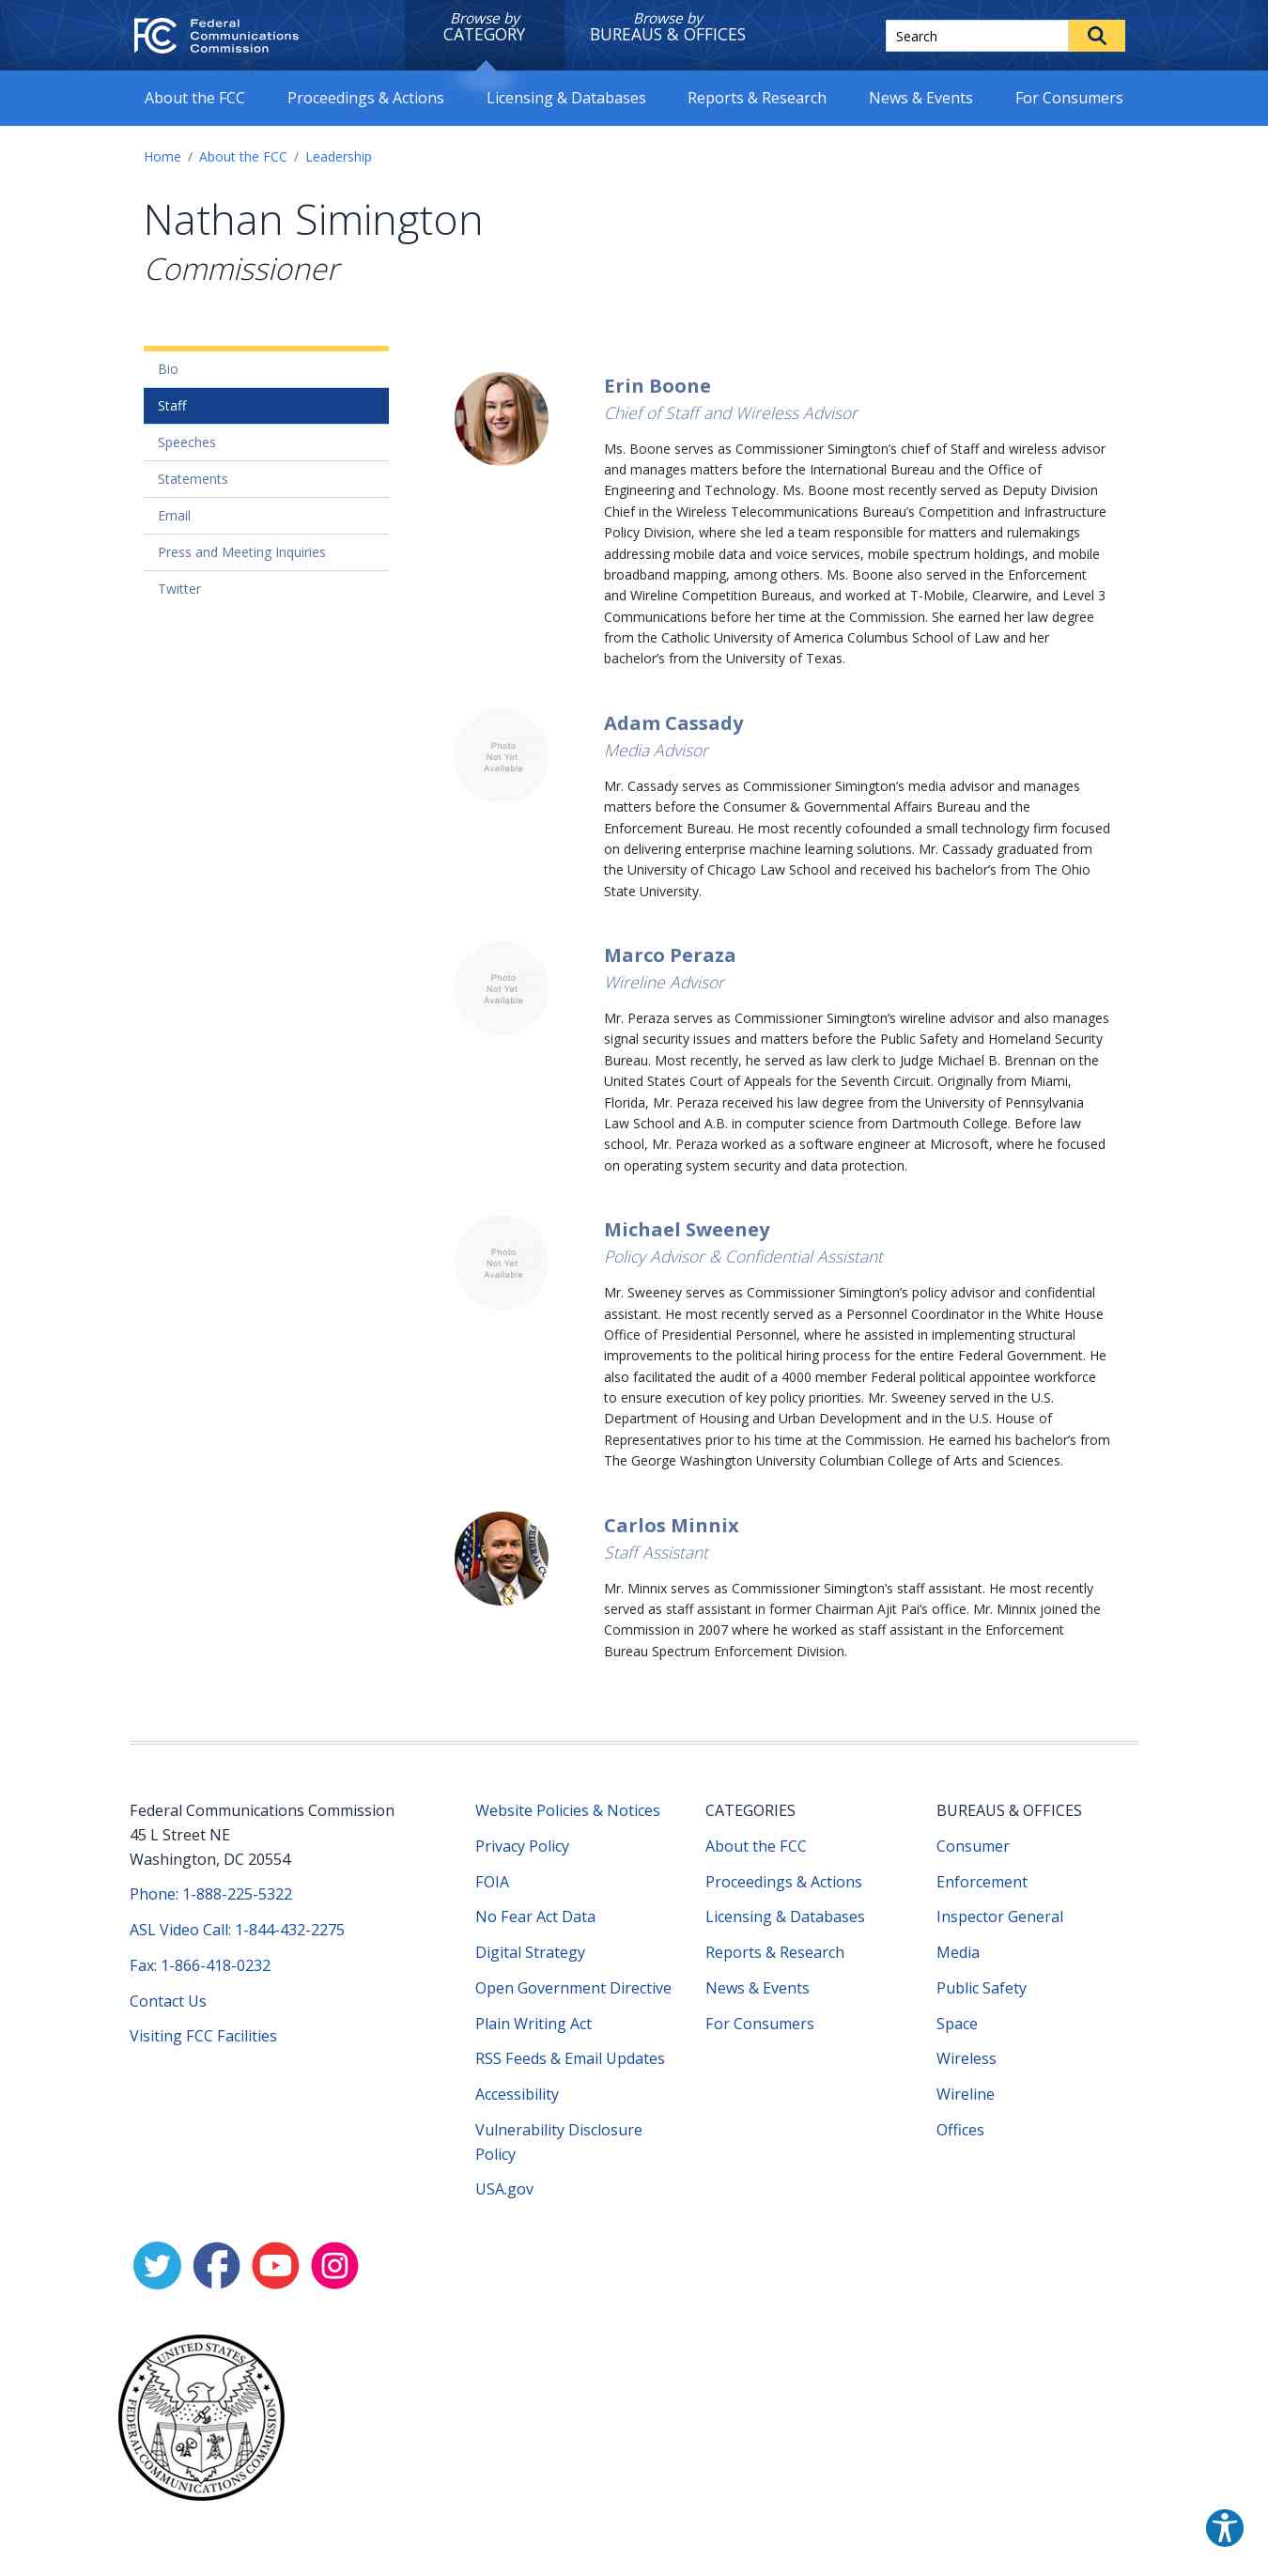 FCC Federal
Communications
Commission
Browse by
CATEGORY
Browse by
BUREAUS & OFFICES
Search
About the FCC
Proceedings & Actions
Licensing & Databases
Reports & Research
News & Events
For Consumers
Home / About the FCC / Leadership
Nathan Simington
Commissioner
Bio
Staff
Speeches
Statements
Email
Press and Meeting Inquiries
Twitter
Erin Boone
Chief of Staff and Wireless Advisor
Ms. Boone serves as Commissioner Simington’s chief of Staff and wireless advisor
and manages matters before the International Bureau and the Office of
Engineering and Technology. Ms. Boone most recently served as Deputy Division
Chief in the Wireless Telecommunications Bureau’s Competition and Infrastructure
Policy Division, where she led a team responsible for matters and rulemakings
addressing mobile data and voice services, mobile spectrum holdings, and mobile
broadband mapping, among others. Ms. Boone also served in the Enforcement
and Wireline Competition Bureaus, and worked at T-Mobile, Clearwire, and Level 3
Communications before her time at the Commission. She earned her law degree
from the Catholic University of America Columbus School of Law and her
bachelor’s from the University of Texas.
Photo
Not Yet
Available
Adam Cassady
Media Advisor
Mr. Cassady serves as Commissioner Simington’s media advisor and manages
matters before the Consumer & Governmental Affairs Bureau and the
Enforcement Bureau. He most recently cofounded a small technology firm focused
on delivering enterprise machine learning solutions. Mr. Cassady graduated from
the University of Chicago Law School and received his bachelor’s from The Ohio
State University.
Photo
Not Yet
Available
Marco Peraza
Wireline Advisor
Mr. Peraza serves as Commissioner Simington’s wireline advisor and also manages
signal security issues and matters before the Public Safety and Homeland Security
Bureau. Most recently, he served as law clerk to Judge Michael B. Brennan on the
United States Court of Appeals for the Seventh Circuit. Originally from Miami,
Florida, Mr. Peraza received his law degree from the University of Pennsylvania
Law School and A.B. in computer science from Dartmouth College. Before law
school, Mr. Peraza worked as a software engineer at Microsoft, where he focused
on operating system security and data protection.
Photo
Not Yet
Available
Michael Sweeney
Policy Advisor & Confidential Assistant
Mr. Sweeney serves as Commissioner Simington’s policy advisor and confidential
assistant. He most recently served as a Personnel Coordinator in the White House
Office of Presidential Personnel, where he assisted in implementing structural
improvements to the political hiring process for the entire Federal Government. He
also facilitated the audit of a 4000 member Federal political appointee workforce
to ensure execution of key policy priorities. Mr. Sweeney served in the U.S.
Department of Housing and Urban Development and in the U.S. House of
Representatives prior to his time at the Commission. He earned his bachelor’s from
The George Washington University Columbian College of Arts and Sciences.
Carlos Minnix
Staff Assistant
Mr. Minnix serves as Commissioner Simington’s staff assistant. He most recently
served as staff assistant in former Chairman Ajit Pai’s office. Mr. Minnix joined the
Commission in 2007 where he worked as staff assistant in the Enforcement
Bureau Spectrum Enforcement Division.
Federal Communications Commission
45 L Street NE
Washington, DC 20554
Phone: 1-888-225-5322
ASL Video Call: 1-844-432-2275
Fax: 1-866-418-0232
Contact Us
Visiting FCC Facilities
Website Policies & Notices
Privacy Policy
FOIA
No Fear Act Data
Digital Strategy
Open Government Directive
Plain Writing Act
RSS Feeds & Email Updates
Accessibility
Vulnerability Disclosure
Policy
USA.gov
CATEGORIES
About the FCC
Proceedings & Actions
Licensing & Databases
Reports & Research
News & Events
For Consumers
BUREAUS & OFFICES
Consumer
Enforcement
Inspector General
Media
Public Safety
Space
Wireless
Wireline
Offices
UNITED STATES
FEDERAL COMMUNICATIONS COMMISSION